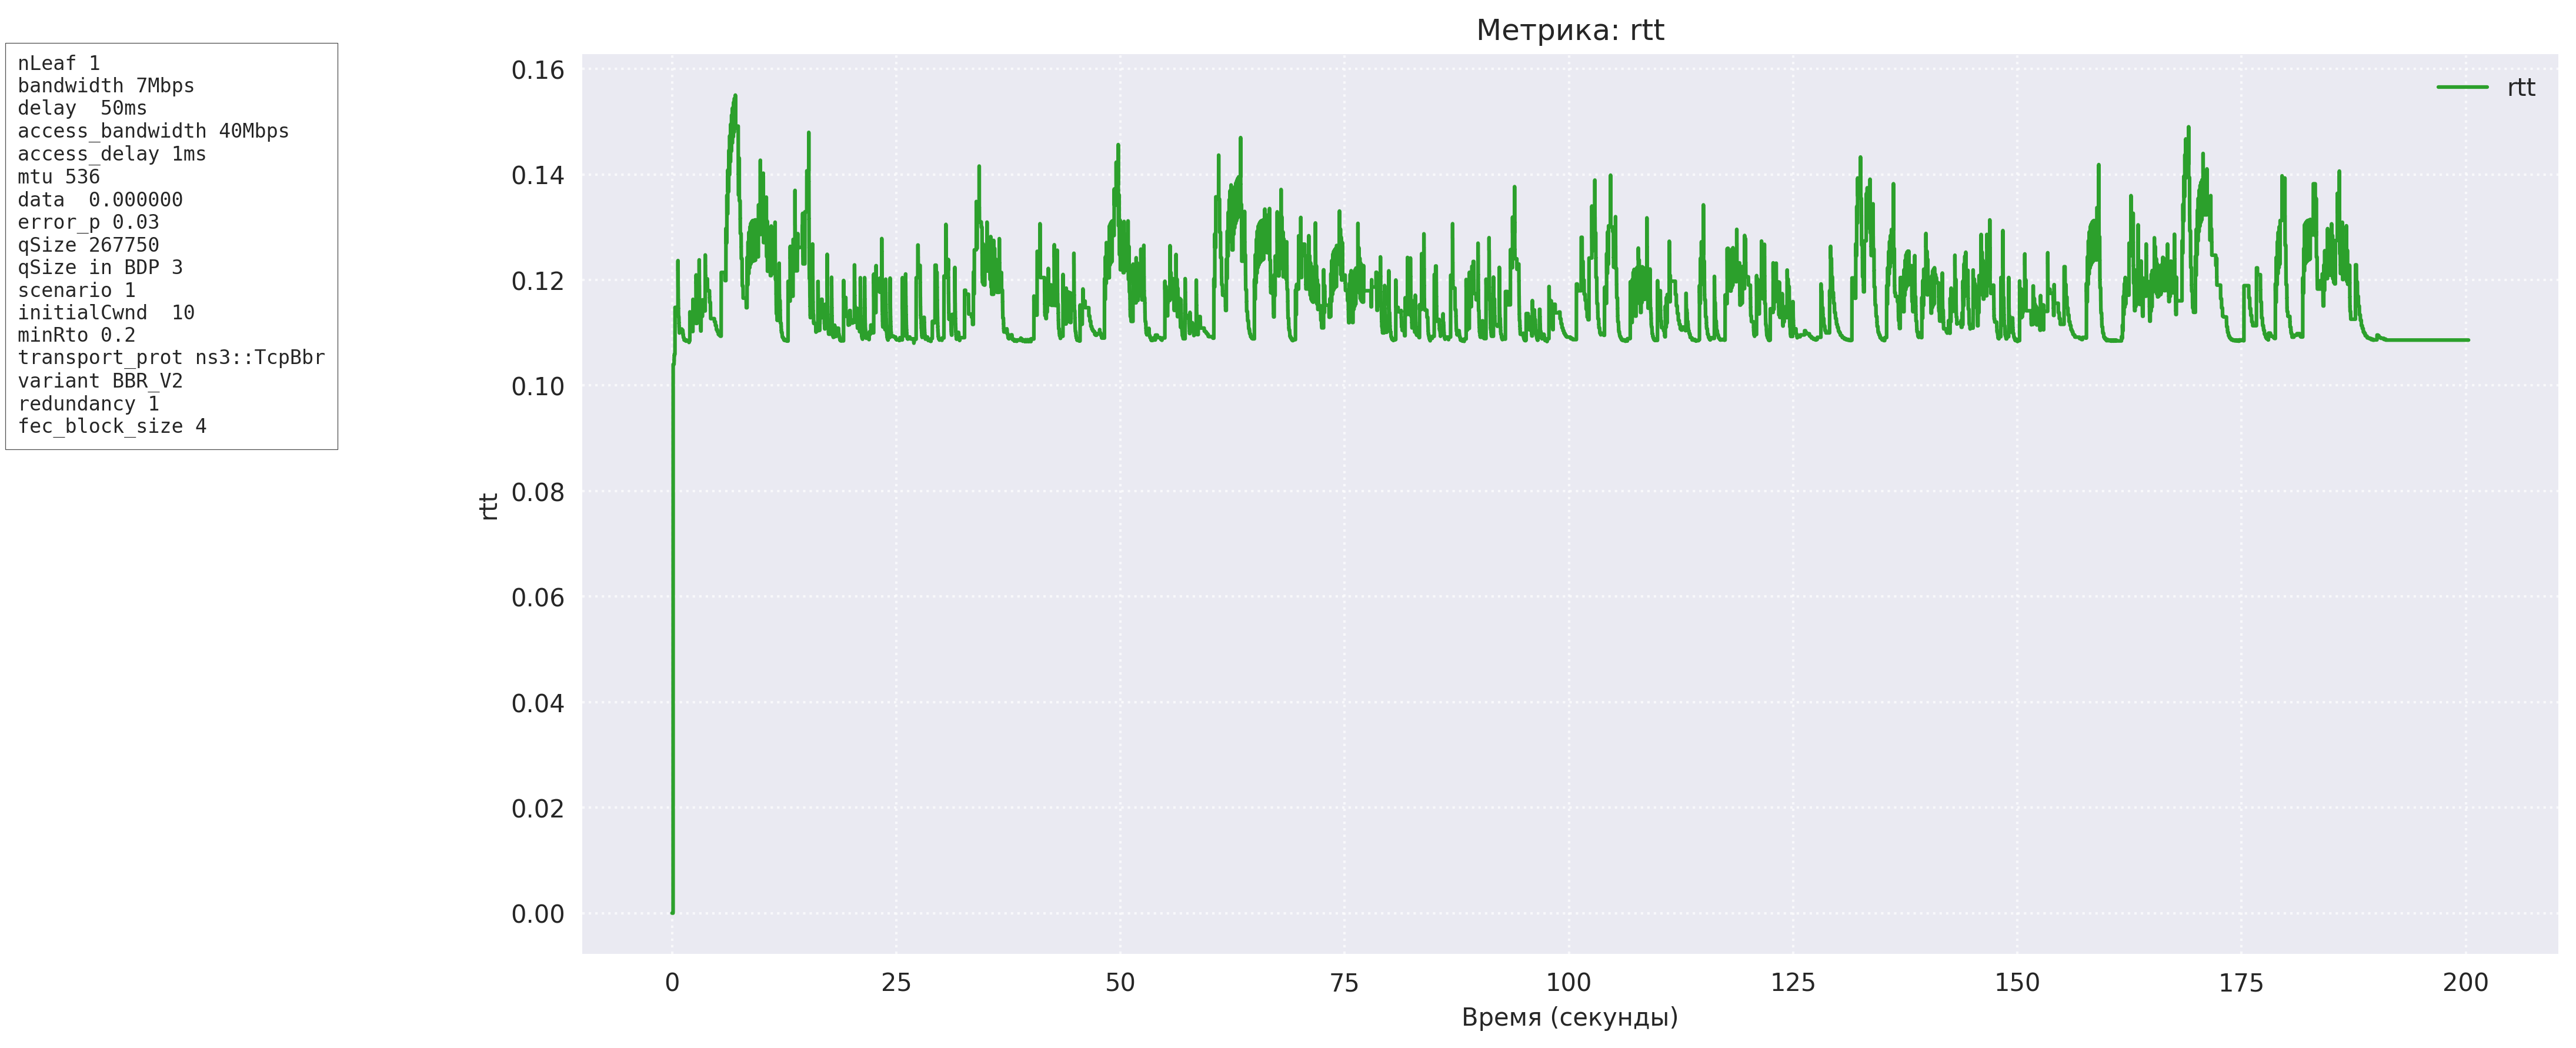 Метрика: rtt
nLeaf 1
bandwidth 7Mbps
delay  50ms
access_bandwidth 40Mbps
access_delay 1ms
mtu 536
data  0.000000
error_p 0.03
qSize 267750
qSize in BDP 3
scenario 1
initialCwnd  10
minRto 0.2
transport_prot ns3::TcpBbr
variant BBR_V2
redundancy 1
fec_block_size 4
rtt
rtt
0.16
0.14
0.12
0.10
0.08
0.06
0.04
0.02
0.00
0 25 50 75 100 125 150 175 200
Время (секунды)